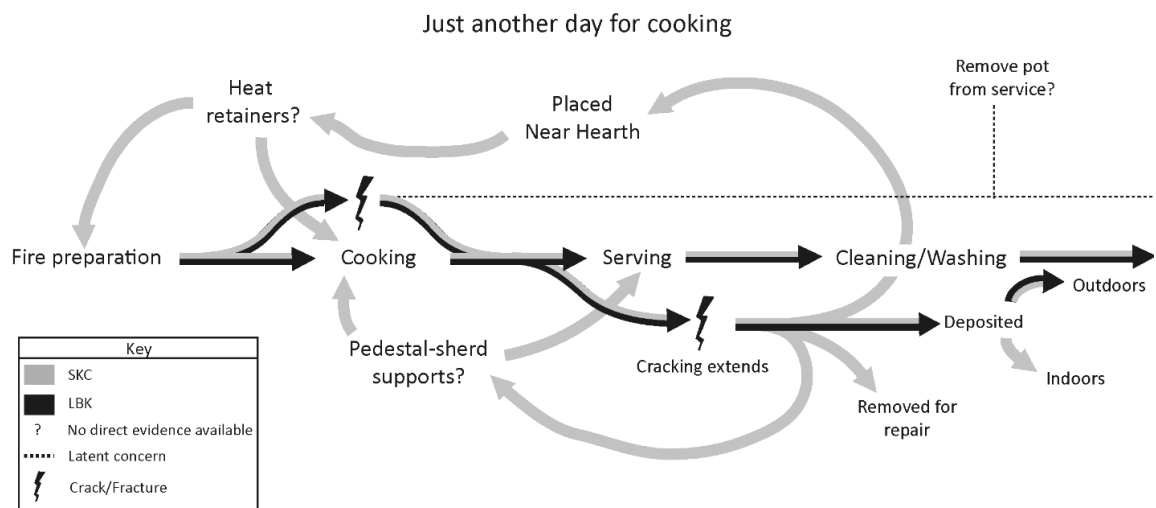 Just another day for cooking
Heat
retainers?
Placed
Near Hearth
Remove pot
from service?
Fire preparation
Cooking
Serving
Cleaning/Washing
Outdoors
Pedestal-sherd
supports?
Cracking extends
Deposited
Indoors
Removed for
repair
Key
SKC
LBK
? No direct evidence available
Latent concern
Crack/Fracture